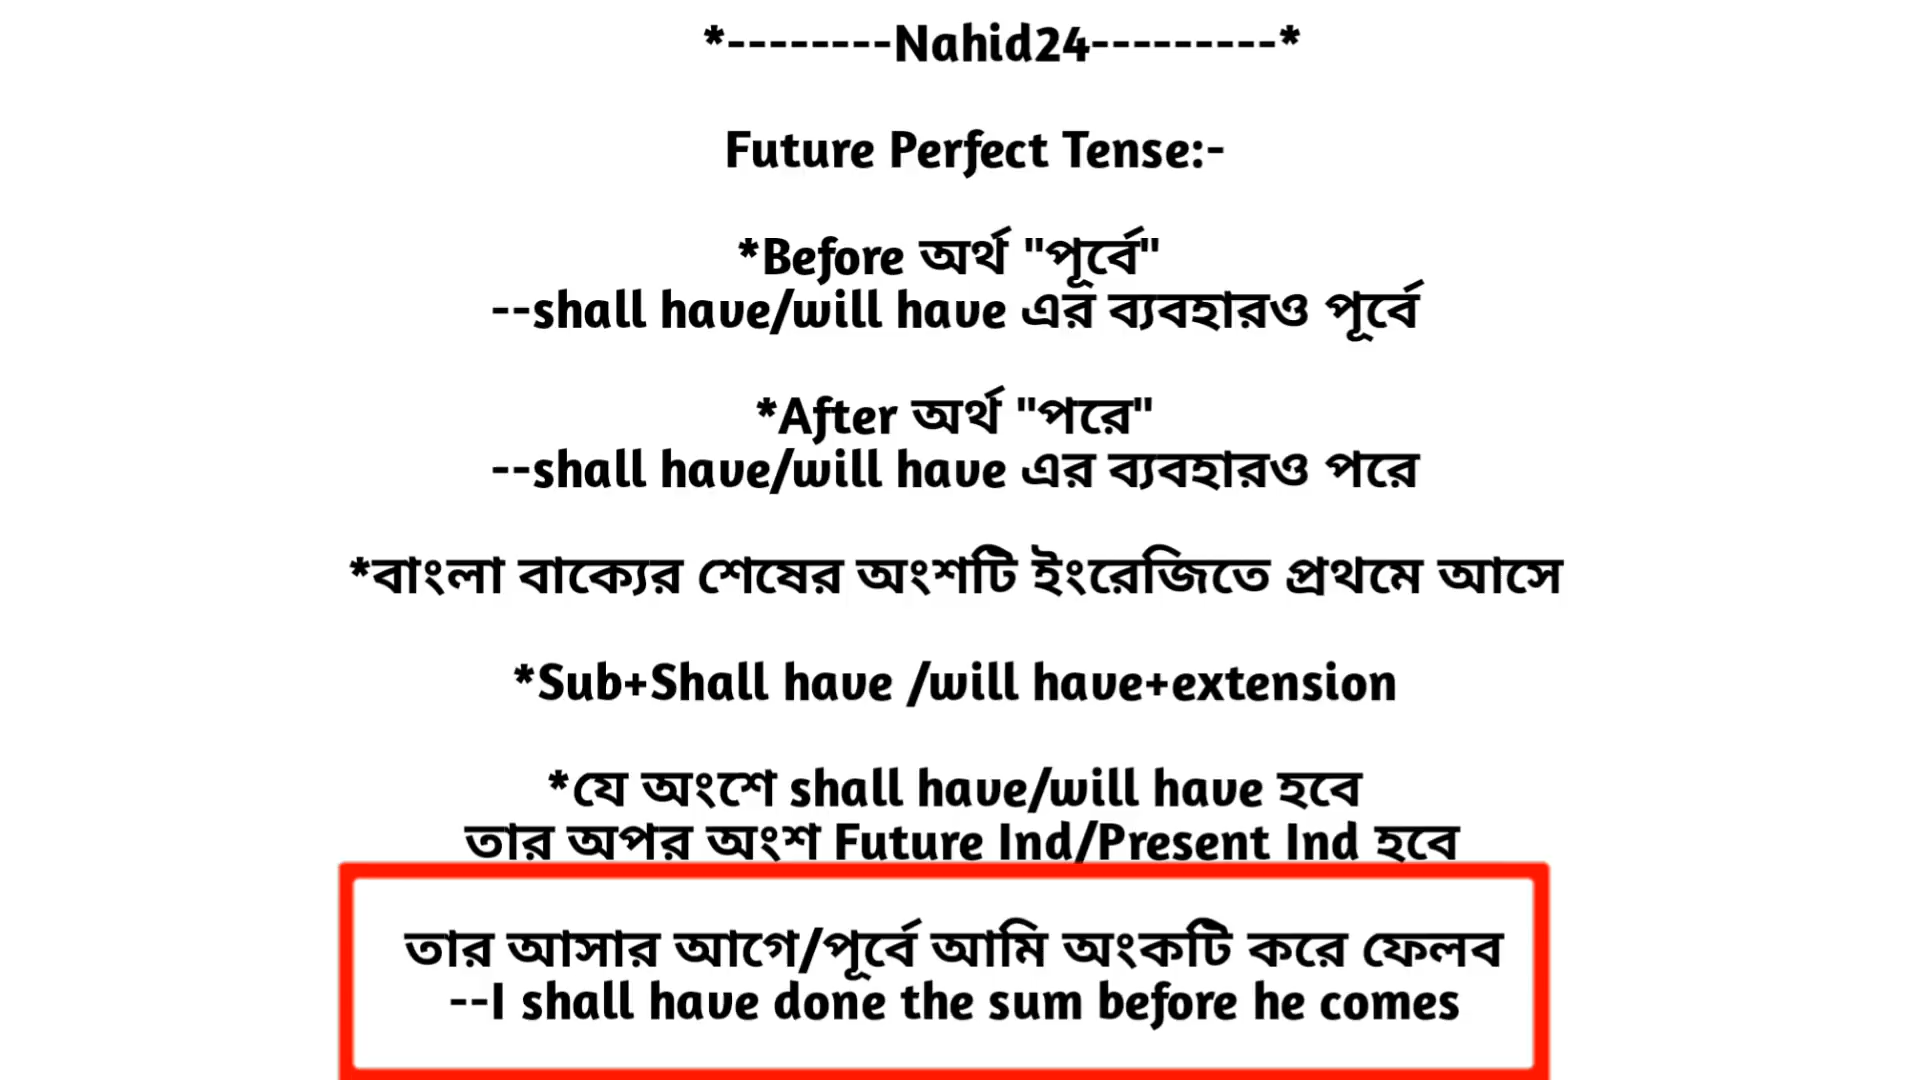 *--------Nahid24---------*
Future Perfect Tense:-
*Before অর্থ "পূর্বে"
--shall have/will have এর ব্যবহারও পূর্বে
*After অর্থ "পরে"
--shall have/will have এর ব্যবহারও পরে
*বাংলা বাক্যের শেষের অংশটি ইংরেজিতে প্রথমে আসে
*Sub+Shall have /will have+extension
*যে অংশে shall have/will have হবে
তার অপর অংশ Future Ind/Present Ind হবে
তার আসার আগে/পূর্বে আমি অংকটি করে ফেলব
--I shall have done the sum before he comes